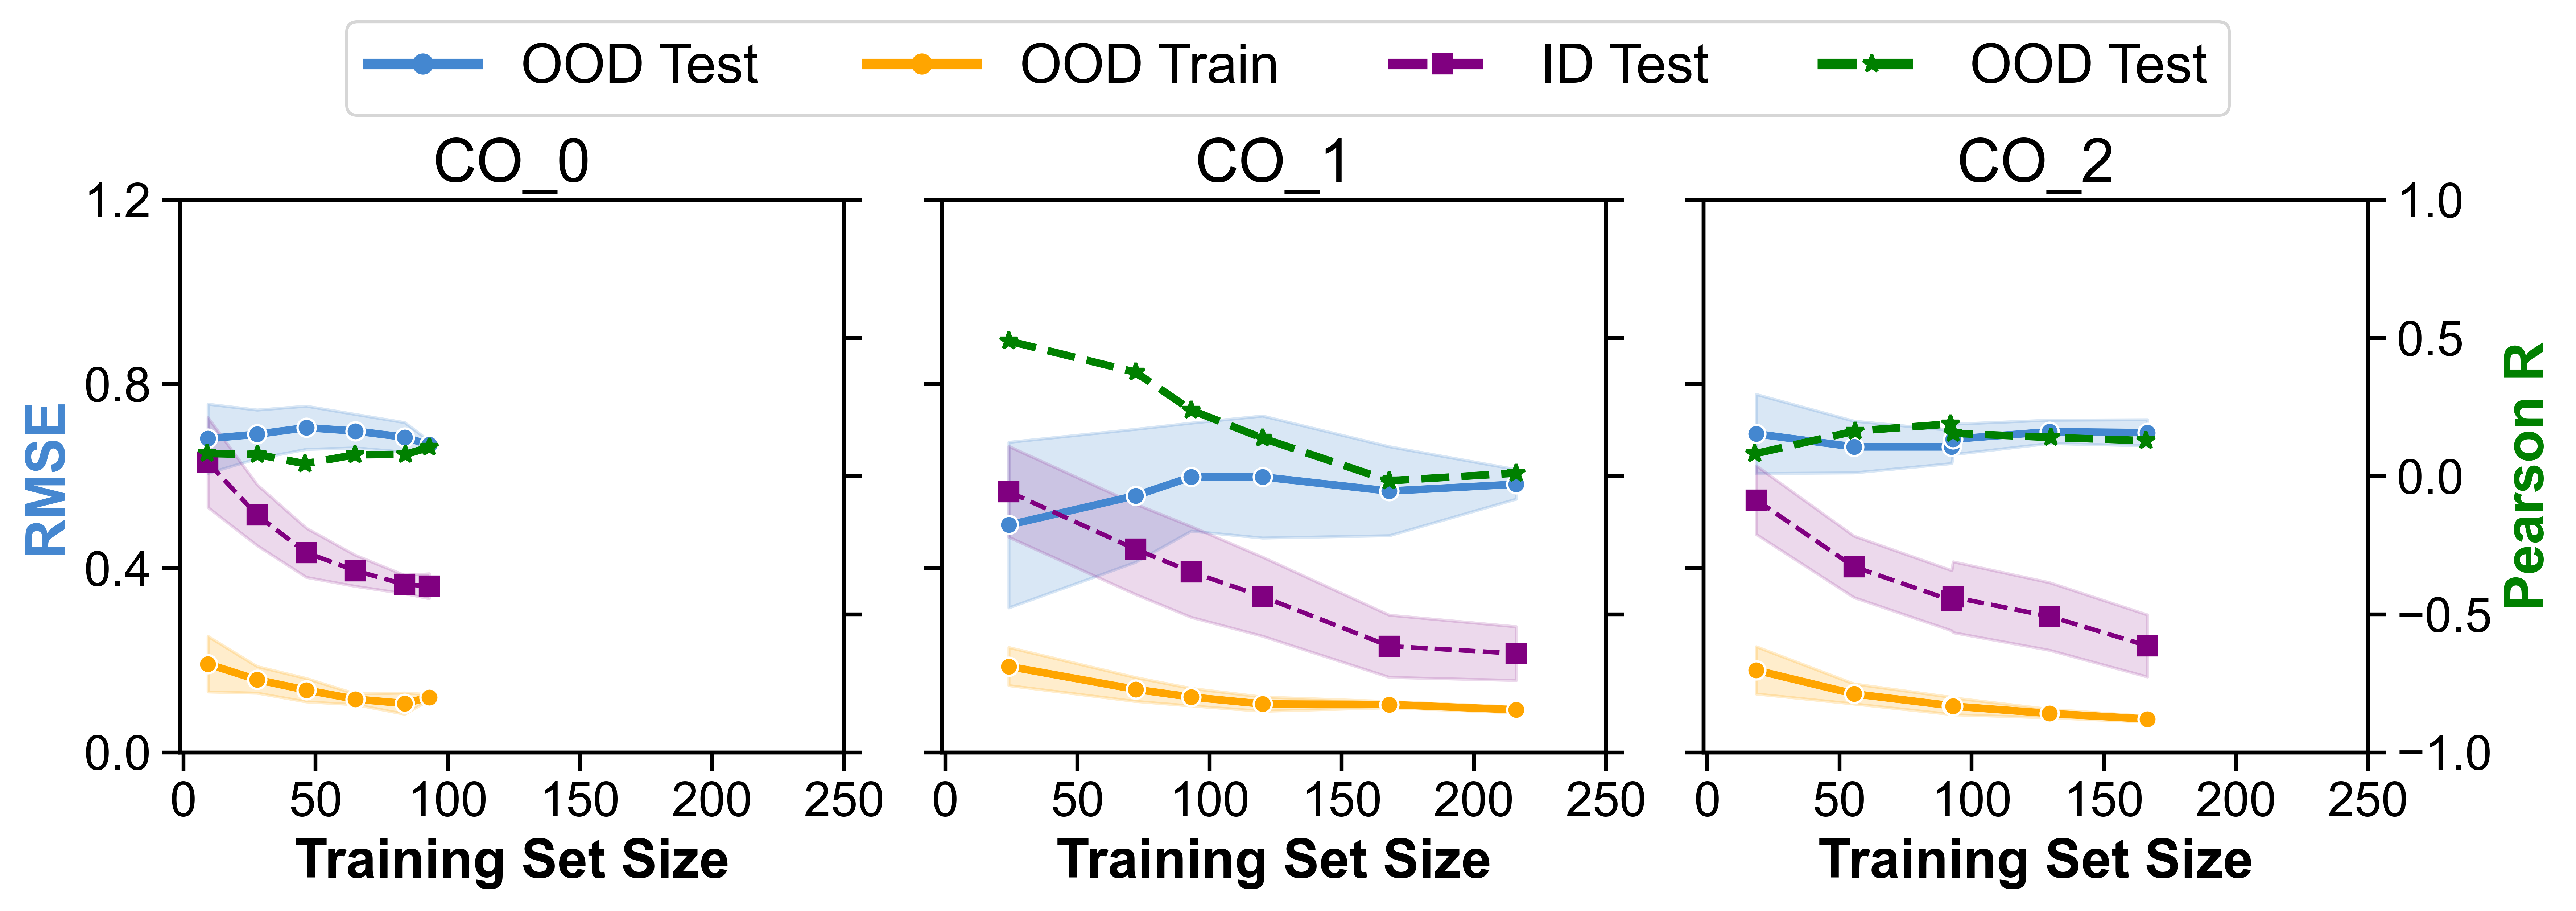 OOD Test OOD Train ID Test OOD Test
CO_0 CO_1 CO_2
1.2 1.0
0.8 0.5
0.4 0.0
0.0 −0.5
−1.0
RMSE
Pearson R
0 50 100 150 200 250 0 50 100 150 200 250 0 50 100 150 200 250
Training Set Size Training Set Size Training Set Size